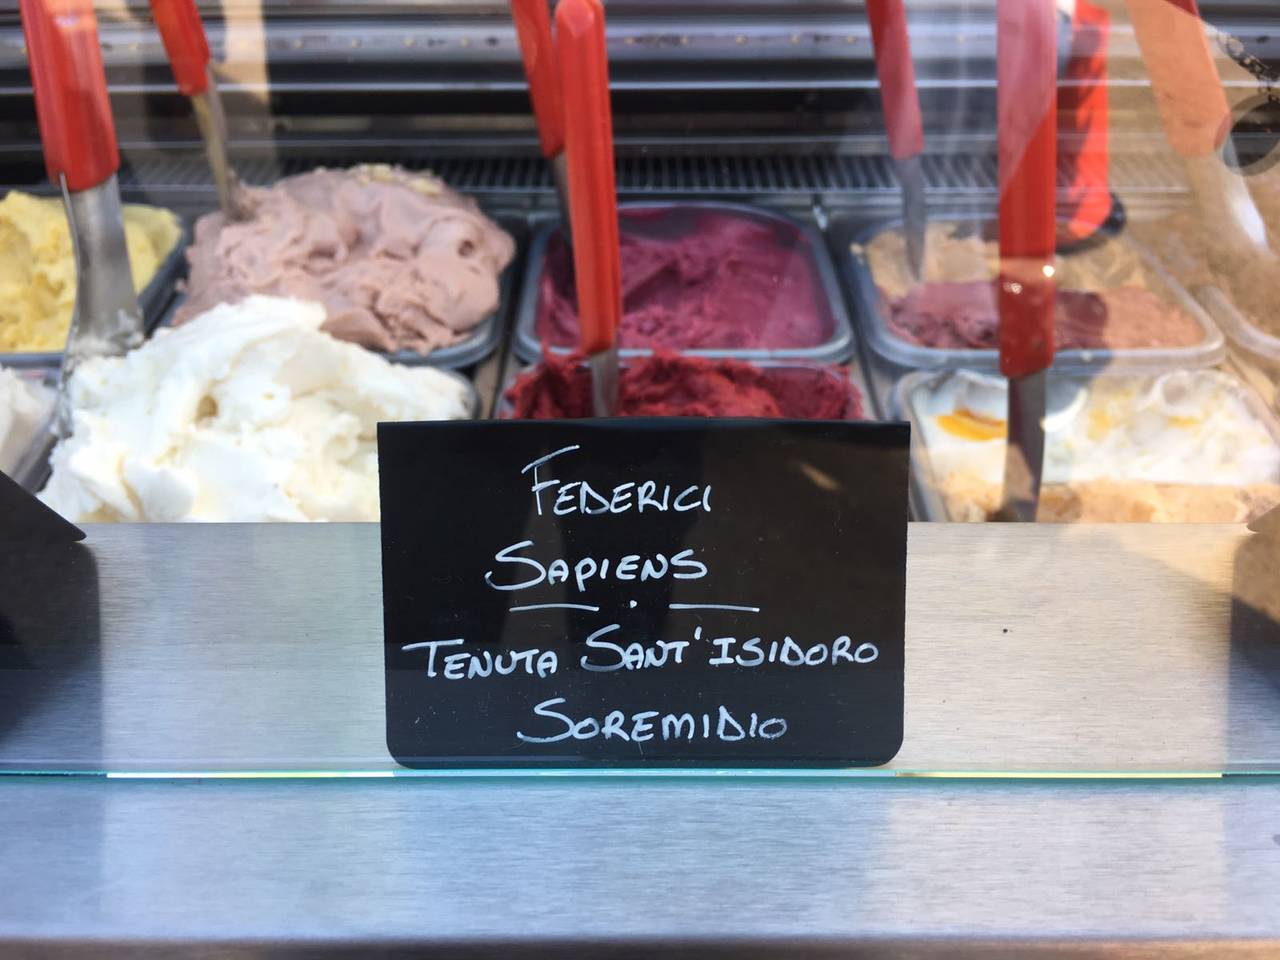 FEDERICI
SAPIENS
TENUTA SANT'ISIDORO
SOREMIDIO